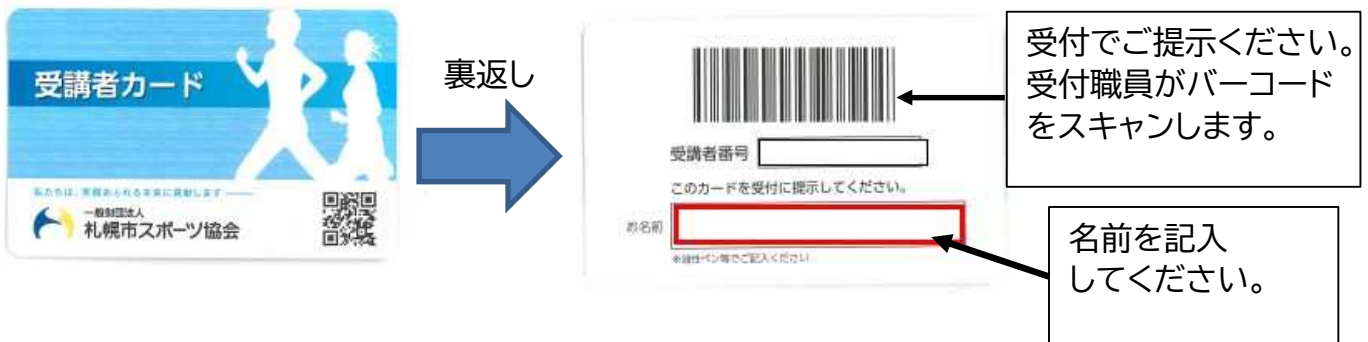 受講者カード
私たちは、笑顔あふれる未来に貢献します
一般財団法人
札幌市スポーツ協会
裏返し
受講者番号
このカードを受付に提示してください。
お名前
※油性ペン等でご記入ください
受付でご提示ください。
受付職員がバーコード
をスキャンします。
名前を記入
してください。